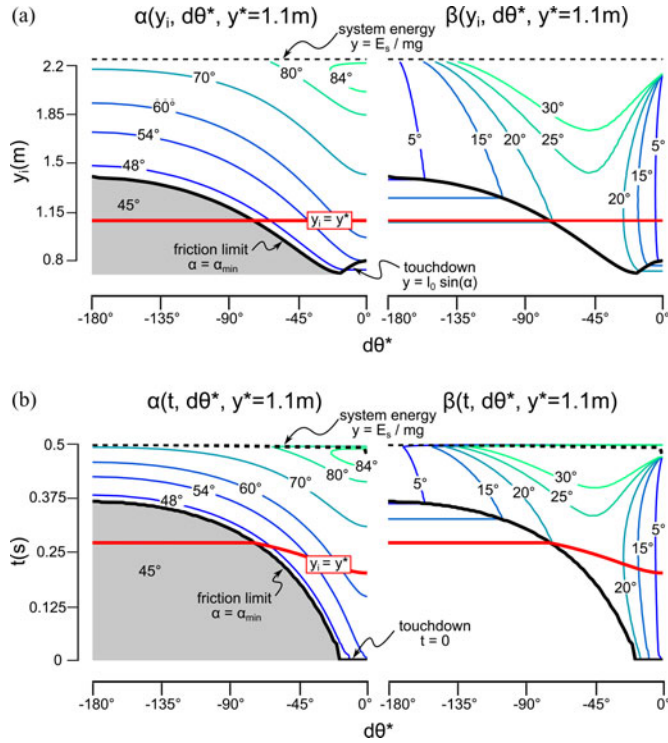 (a)
α(yᵢ, dθ*, y*=1.1m)
β(yᵢ, dθ*, y*=1.1m)
system energy
y = Eₛ / mg
2.2
1.85
1.5
1.15
0.8
yᵢ(m)
70°
80°
84°
60°
54°
48°
45°
yᵢ = y*
friction limit
α = αₘᵢₙ
touchdown
y = l₀ sin(α)
5°
15°
20°
25°
30°
20°
15°
5°
-180°
-135°
-90°
-45°
0°
-180°
-135°
-90°
-45°
0°
dθ*
(b)
α(t, dθ*, y*=1.1m)
β(t, dθ*, y*=1.1m)
system energy
y = Eₛ / mg
0.5
0.375
0.25
0.125
0
t(s)
84°
80°
70°
60°
54°
48°
45°
yᵢ = y*
friction limit
α = αₘᵢₙ
touchdown
t = 0
5°
15°
20°
25°
30°
20°
15°
5°
-180°
-135°
-90°
-45°
0°
-180°
-135°
-90°
-45°
0°
dθ*